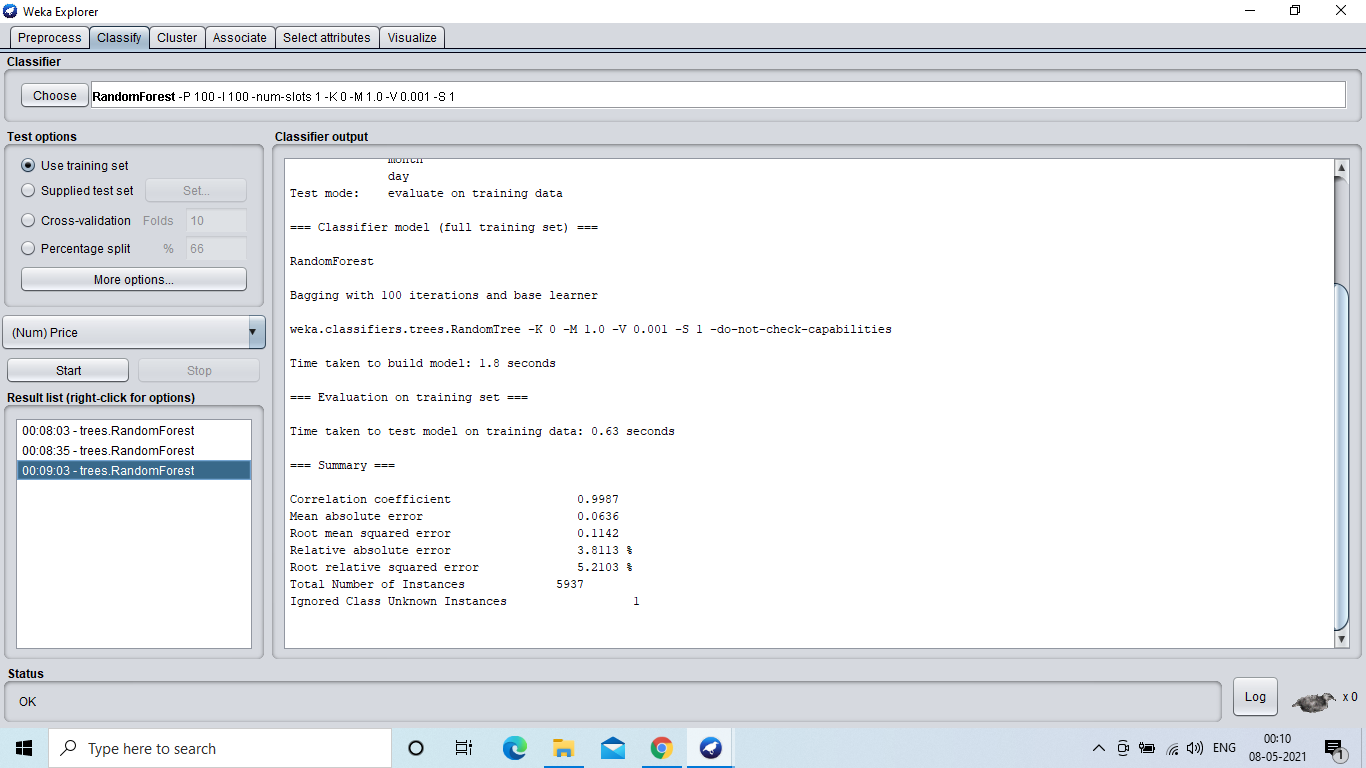 Weka Explorer
Preprocess Classify Cluster Associate Select attributes Visualize
Classifier
Choose RandomForest -P 100 -I 100 -num-slots 1 -K 0 -M 1.0 -V 0.001 -S 1
Test options
Use training set
Supplied test set Set...
Cross-validation Folds 10
Percentage split % 66
More options...
(Num) Price
Start Stop
Result list (right-click for options)
00:08:03 - trees.RandomForest
00:08:35 - trees.RandomForest
00:09:03 - trees.RandomForest
Classifier output
month
day
Test mode: evaluate on training data
=== Classifier model (full training set) ===
RandomForest
Bagging with 100 iterations and base learner
weka.classifiers.trees.RandomTree -K 0 -M 1.0 -V 0.001 -S 1 -do-not-check-capabilities
Time taken to build model: 1.8 seconds
=== Evaluation on training set ===
Time taken to test model on training data: 0.63 seconds
=== Summary ===
Correlation coefficient 0.9987
Mean absolute error 0.0636
Root mean squared error 0.1142
Relative absolute error 3.8113 %
Root relative squared error 5.2103 %
Total Number of Instances 5937
Ignored Class Unknown Instances 1
Status
OK
Log x 0
Type here to search
ENG
00:10
08-05-2021
1